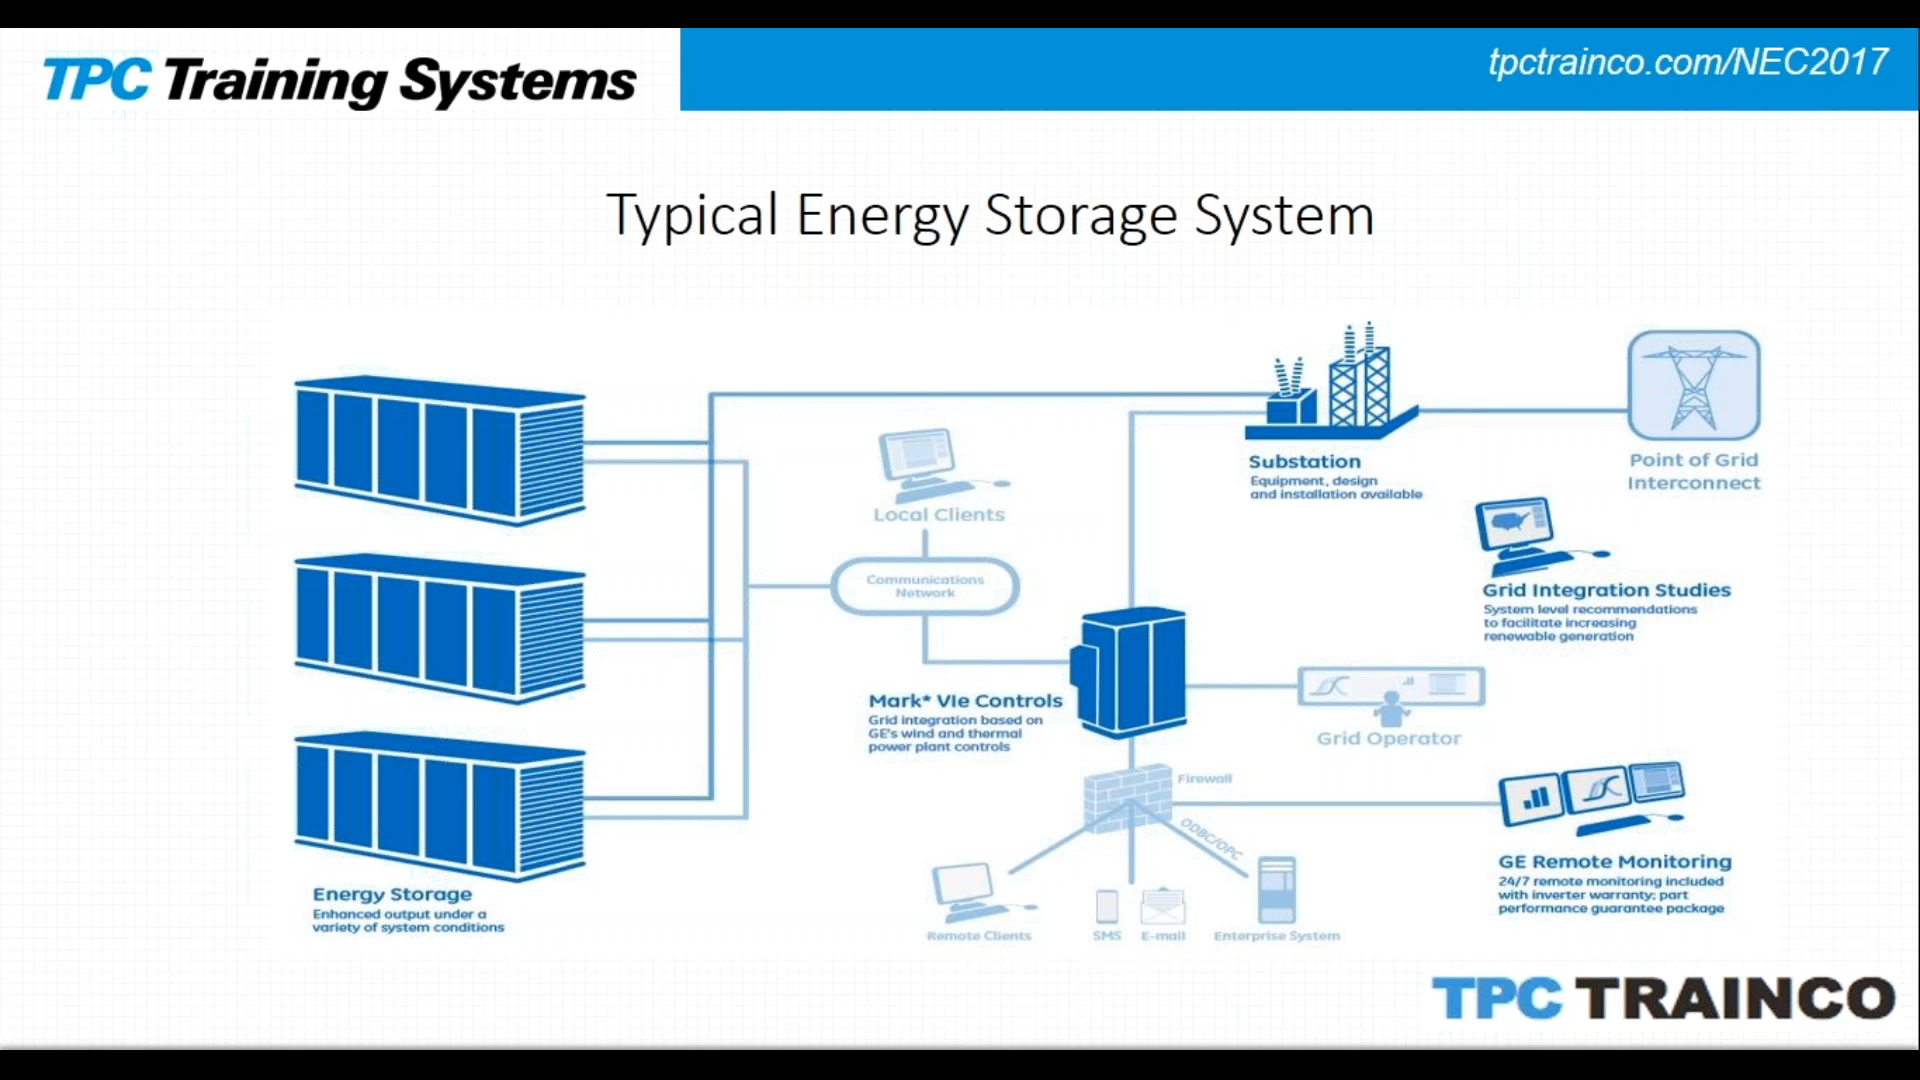 TPC Training Systems
tpctrainco.com/NEC2017
Typical Energy Storage System
Local Clients
Communications
Network
Substation
Equipment, design
and installation available
Point of Grid
Interconnect
Grid Integration Studies
System level recommendations
to facilitate increasing
renewable generation
Mark* VIe Controls
Grid integration based on
GE's wind and thermal
power plant controls
Grid Operator
Firewall
ODBC/OPC
GE Remote Monitoring
24/7 remote monitoring included
with inverter warranty; part
performance guarantee package
Energy Storage
Enhanced output under a
variety of system conditions
Remote Clients
SMS
E-mail
Enterprise System
TPC TRAINCO